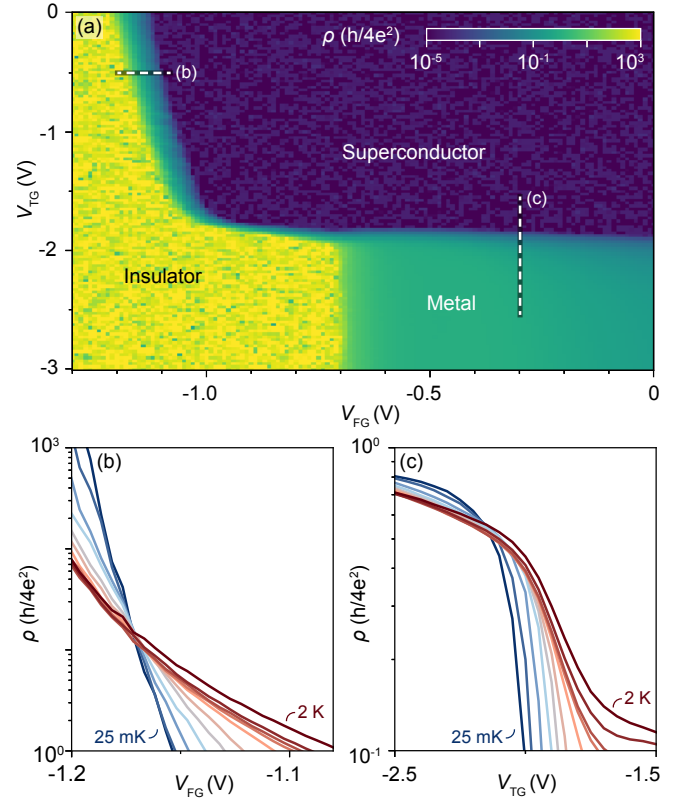 (a)
ρ (h/4e²)
10⁻⁵
10⁻¹
10³
(b)
Superconductor
(c)
Insulator
Metal
0
-1
-2
-3
V_TG (V)
-1.0
-0.5
0
V_FG (V)
(b)
10³
10⁰
ρ (h/4e²)
2 K
25 mK
-1.2
-1.1
V_FG (V)
(c)
10⁰
10⁻¹
ρ (h/4e²)
2 K
25 mK
-2.5
-1.5
V_TG (V)